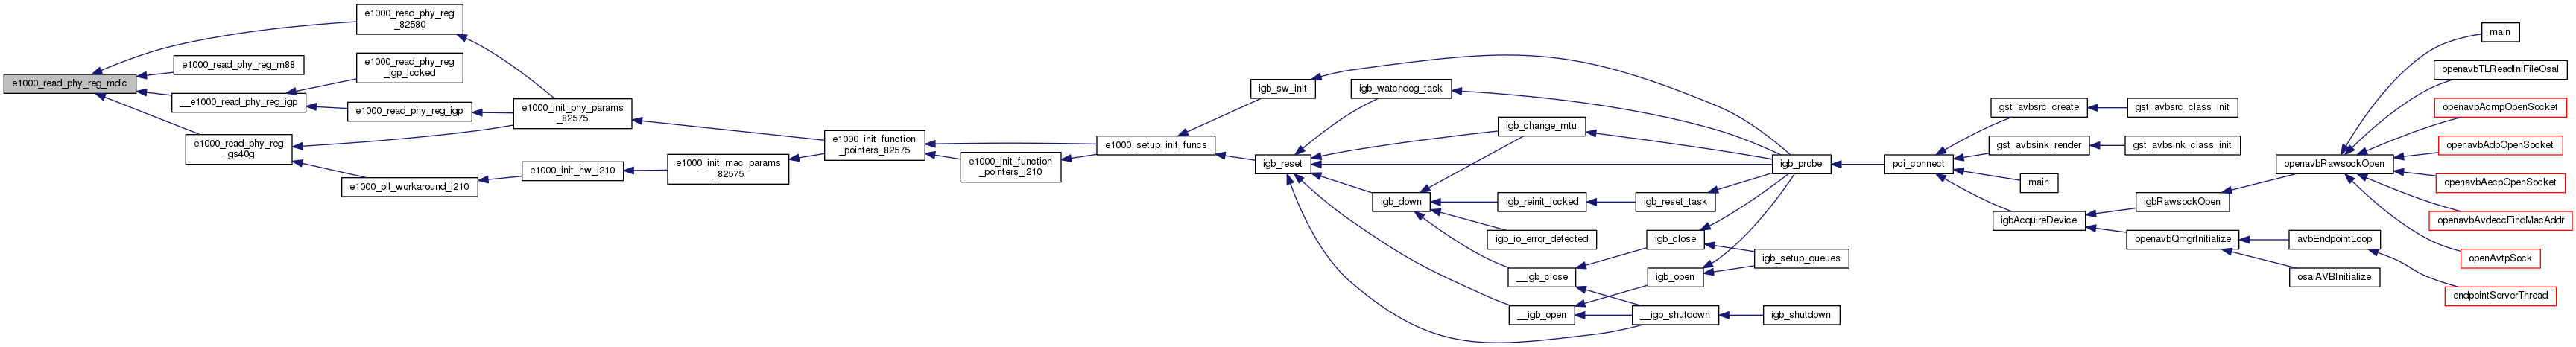 e1000_read_phy_reg_mdic
e1000_read_phy_reg
_82580
e1000_read_phy_reg_m88
__e1000_read_phy_reg_igp
e1000_read_phy_reg
_gs40g
e1000_read_phy_reg
_igp_locked
e1000_read_phy_reg_igp
e1000_pll_workaround_i210
e1000_init_phy_params
_82575
e1000_init_hw_i210
e1000_init_mac_params
_82575
e1000_init_function
_pointers_82575
e1000_init_function
_pointers_i210
e1000_setup_init_funcs
igb_sw_init
igb_reset
igb_watchdog_task
igb_change_mtu
igb_down
igb_reinit_locked
igb_io_error_detected
__igb_close
__igb_open
igb_reset_task
igb_close
igb_open
__igb_shutdown
igb_probe
igb_setup_queues
igb_shutdown
pci_connect
gst_avbsrc_create
gst_avbsink_render
main
igbAcquireDevice
gst_avbsrc_class_init
gst_avbsink_class_init
igbRawsockOpen
openavbQmgrInitialize
openavbRawsockOpen
avbEndpointLoop
osalAVBInitialize
main
openavbTLReadIniFileOsal
openavbAcmpOpenSocket
openavbAdpOpenSocket
openavbAecpOpenSocket
openavbAvdeccFindMacAddr
openAvtpSock
endpointServerThread